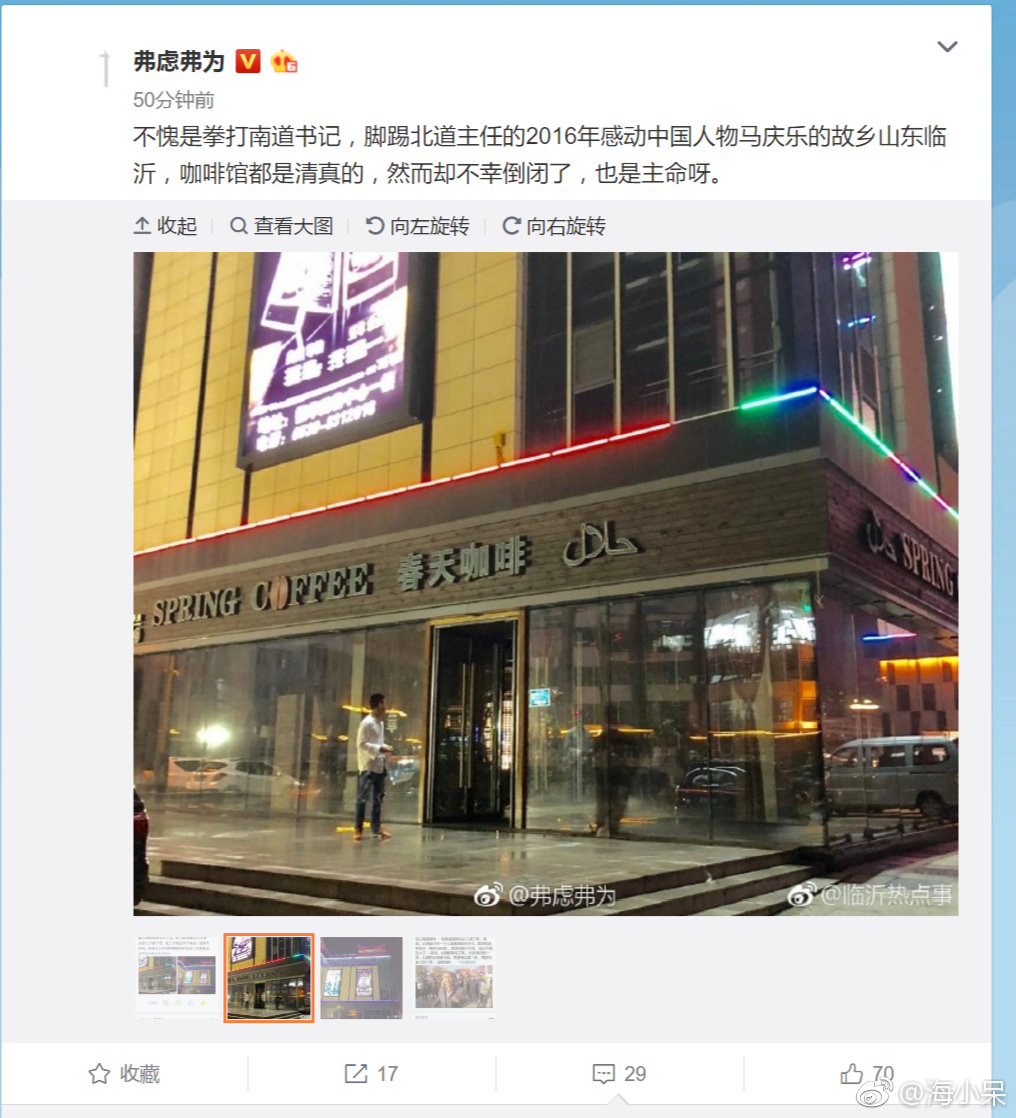 弗虑弗为
50分钟前
不愧是拳打南道书记，脚踢北道主任的2016年感动中国人物马庆乐的故乡山东临
沂，咖啡馆都是清真的，然而却不幸倒闭了，也是主命呀。
收起 查看大图 向左旋转 向右旋转
SPRING COFFEE 春天咖啡 حلال
حلال SPRING
@弗虑弗为 @临沂热点事
收藏 17 29 70
@海小呆